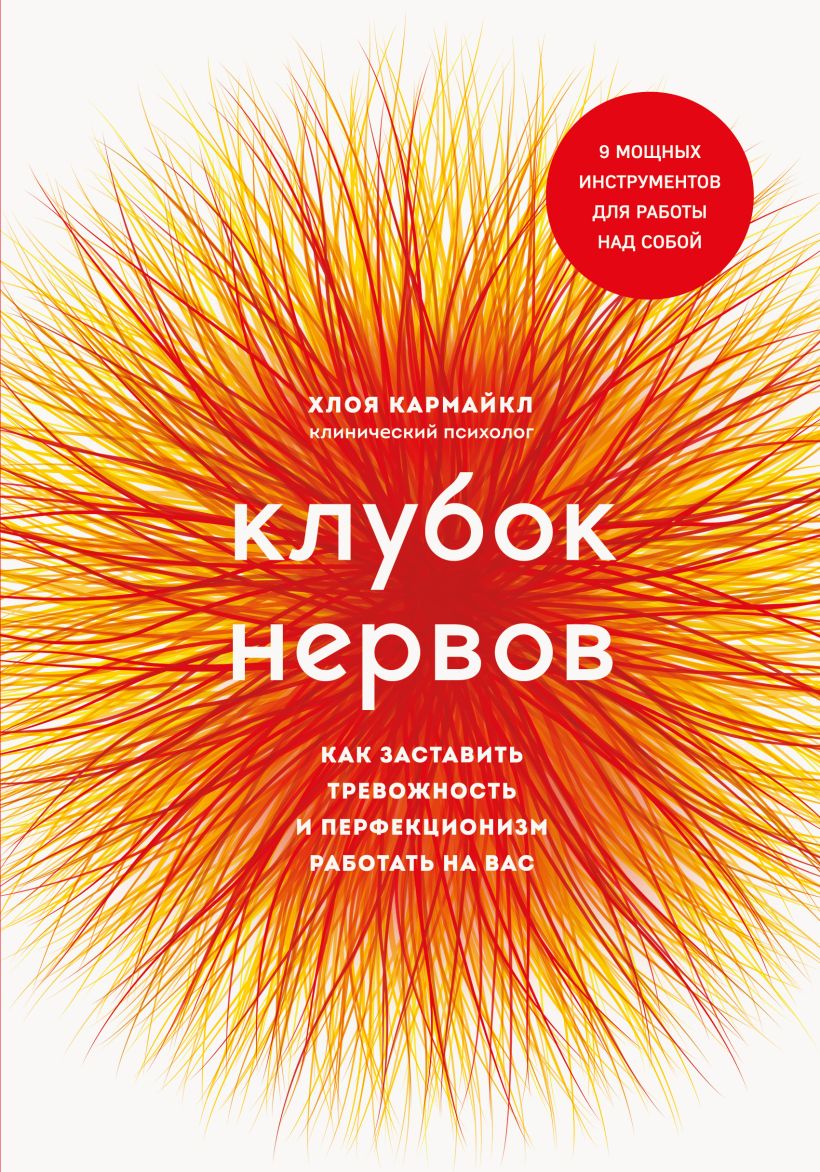 9 МОЩНЫХ
ИНСТРУМЕНТОВ
ДЛЯ РАБОТЫ
НАД СОБОЙ
ХЛОЯ КАРМАЙКЛ
клинический психолог
клубок
нервов
КАК ЗАСТАВИТЬ
ТРЕВОЖНОСТЬ
И ПЕРФЕКЦИОНИЗМ
РАБОТАТЬ НА ВАС